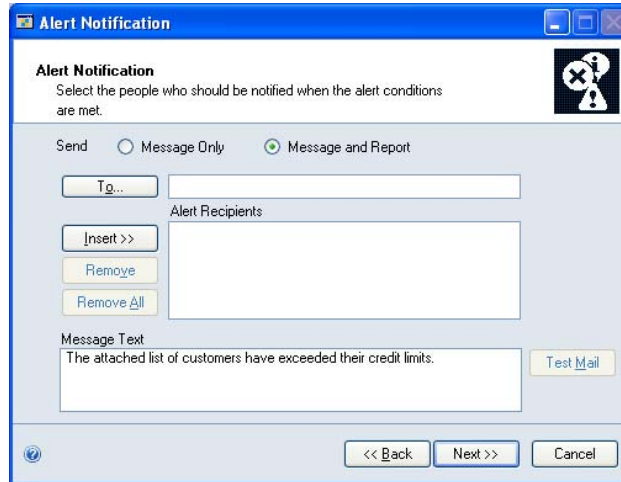 Alert Notification
Alert Notification
Select the people who should be notified when the alert conditions
are met.
Send Message Only Message and Report
To...
Alert Recipients
Insert >>
Remove
Remove All
Message Text
The attached list of customers have exceeded their credit limits.
Test Mail
<< Back Next >> Cancel